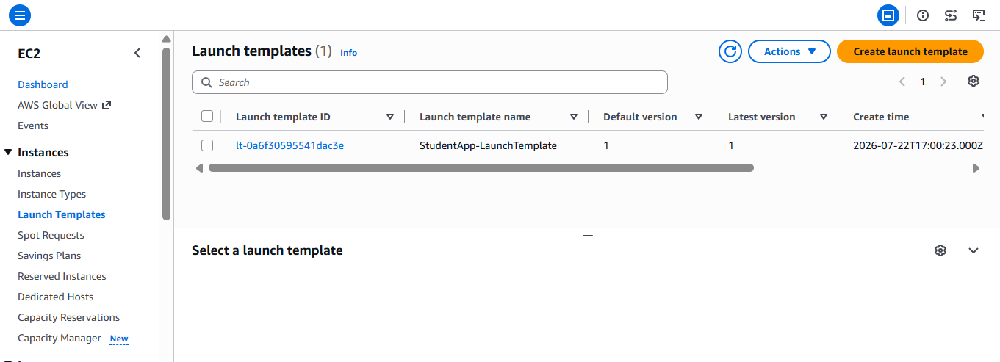 EC2
Dashboard
AWS Global View
Events
Instances
Instances
Instance Types
Launch Templates
Spot Requests
Savings Plans
Reserved Instances
Dedicated Hosts
Capacity Reservations
Capacity Manager New
Launch templates (1) Info
Actions
Create launch template
Search
1
Launch template ID Launch template name Default version Latest version Create time
lt-0a6f30595541dac3e StudentApp-LaunchTemplate 1 1 2026-07-22T17:00:23.000Z
Select a launch template